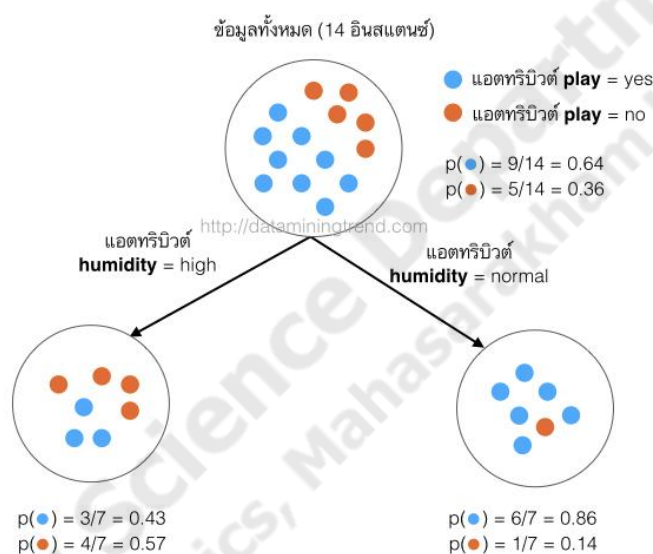 ข้อมูลทั้งหมด (14 อินสแตนซ์)
แอตทริบิวต์ play = yes
แอตทริบิวต์ play = no
p(●) = 9/14 = 0.64
p(●) = 5/14 = 0.36
http://dataminingtrend.com
แอตทริบิวต์
humidity = high
แอตทริบิวต์
humidity = normal
p(●) = 3/7 = 0.43
p(●) = 4/7 = 0.57
p(●) = 6/7 = 0.86
p(●) = 1/7 = 0.14
Science Departm
ics, Mahasarakham